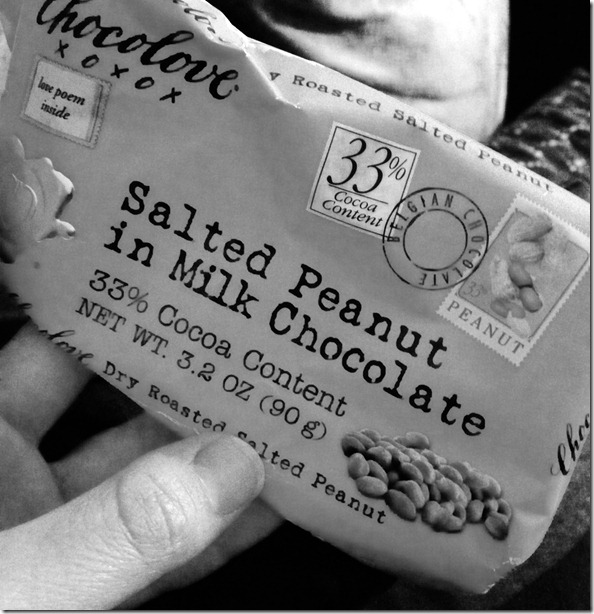 Chocolove
x o x o x
love poem
inside
Dry Roasted Salted Peanut
33%
Cocoa
Content
BELGIAN CHOCOLATE
PEANUT
Salted Peanut
in Milk Chocolate
33% Cocoa Content
NET WT. 3.2 OZ (90 g)
Dry Roasted Salted Peanut